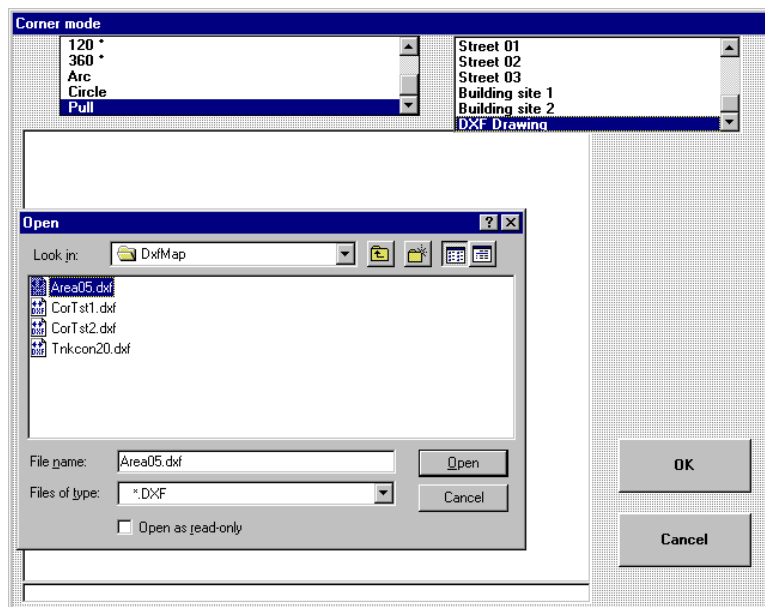 Corner mode
120 °
360 °
Arc
Circle
Pull
Street 01
Street 02
Street 03
Building site 1
Building site 2
DXF Drawing
Open
Look in: DxfMap
Area05.dxf
CorTst1.dxf
CorTst2.dxf
Tnkcon20.dxf
File name: Area05.dxf Open
Files of type: *.DXF Cancel
Open as read-only
OK
Cancel